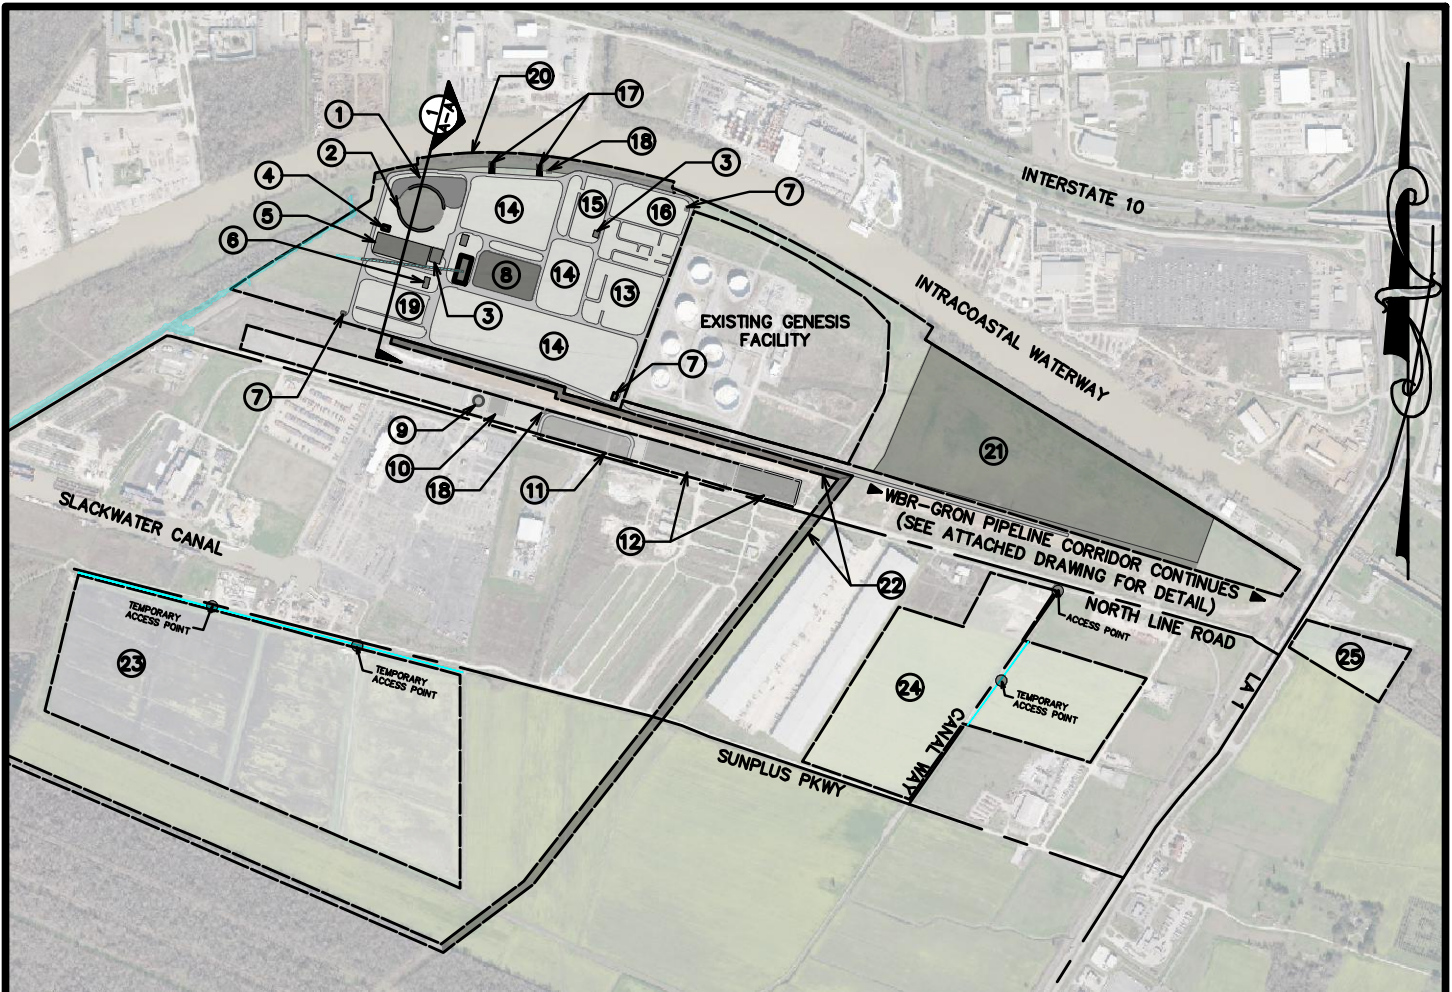 20
17
1
A-A
1
2
18
3
4
7
INTERSTATE 10
5
14
15
16
6
8
14
13
INTRACOASTAL WATERWAY
19
3
EXISTING GENESIS
FACILITY
14
7
7
9
10
18
11
12
21
SLACKWATER CANAL
WBR-GRON PIPELINE CORRIDOR CONTINUES
(SEE ATTACHED DRAWING FOR DETAIL)
22
TEMPORARY
ACCESS POINT
NORTH LINE ROAD
ACCESS POINT
23
TEMPORARY
ACCESS POINT
25
24
LA 1
TEMPORARY
ACCESS POINT
CANAL WAY
SUNPLUS PKWY